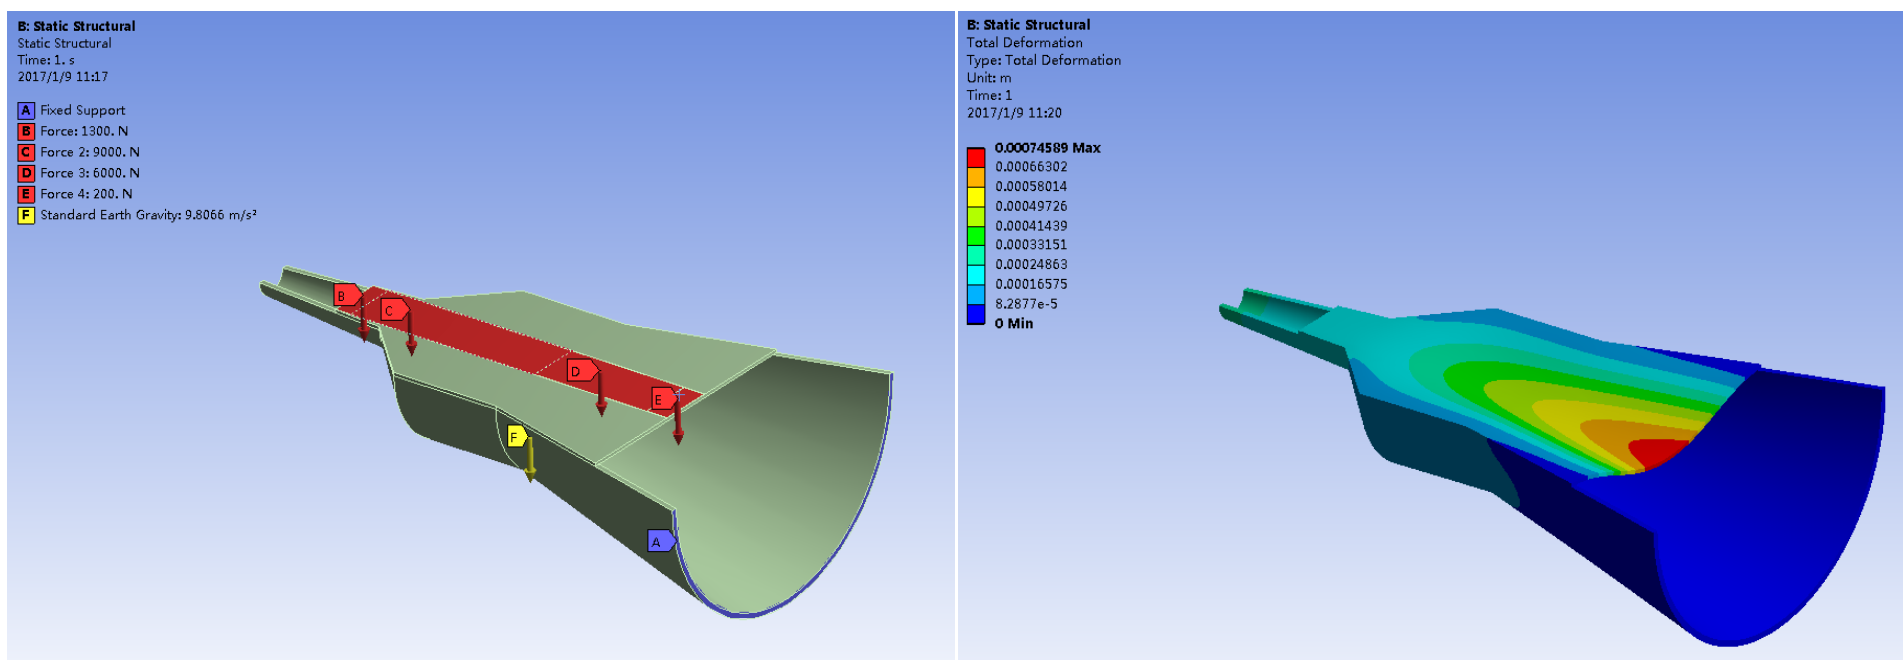 B: Static Structural
Static Structural
Time: 1. s
2017/1/9 11:17
A Fixed Support
B Force: 1300. N
C Force 2: 9000. N
D Force 3: 6000. N
E Force 4: 200. N
F Standard Earth Gravity: 9.8066 m/s²
B
C
D
E
F
A
B: Static Structural
Total Deformation
Type: Total Deformation
Unit: m
Time: 1
2017/1/9 11:20
0.00074589 Max
0.00066302
0.00058014
0.00049726
0.00041439
0.00033151
0.00024863
0.00016575
8.2877e-5
0 Min